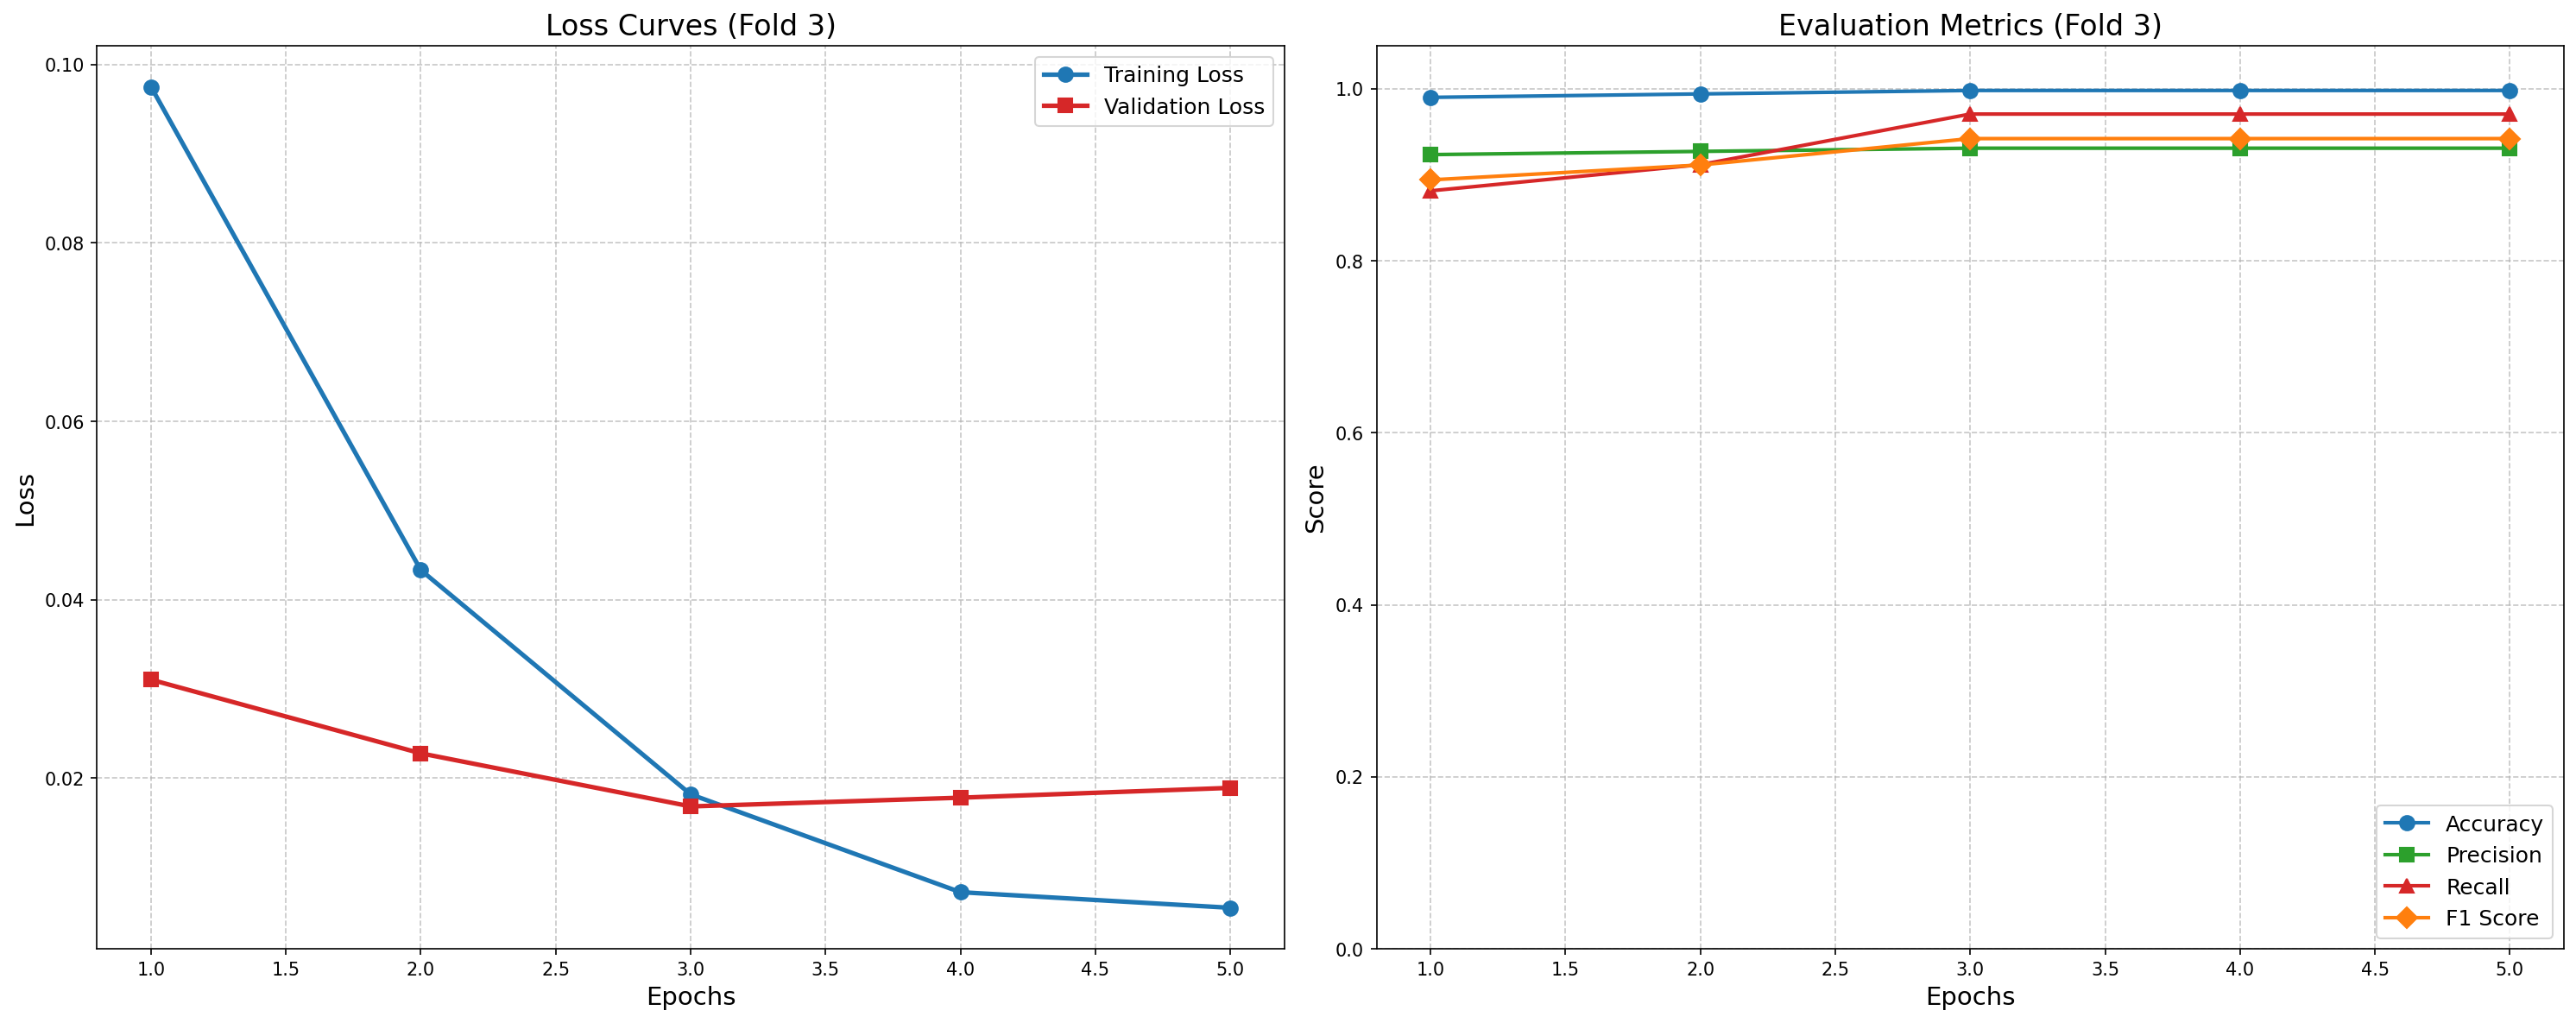 Loss Curves (Fold 3)
0.10
0.08
0.06
0.04
0.02
Loss
Training Loss
Validation Loss
1.0 1.5 2.0 2.5 3.0 3.5 4.0 4.5 5.0
Epochs
Evaluation Metrics (Fold 3)
1.0
0.8
0.6
0.4
0.2
0.0
Score
Accuracy
Precision
Recall
F1 Score
1.0 1.5 2.0 2.5 3.0 3.5 4.0 4.5 5.0
Epochs